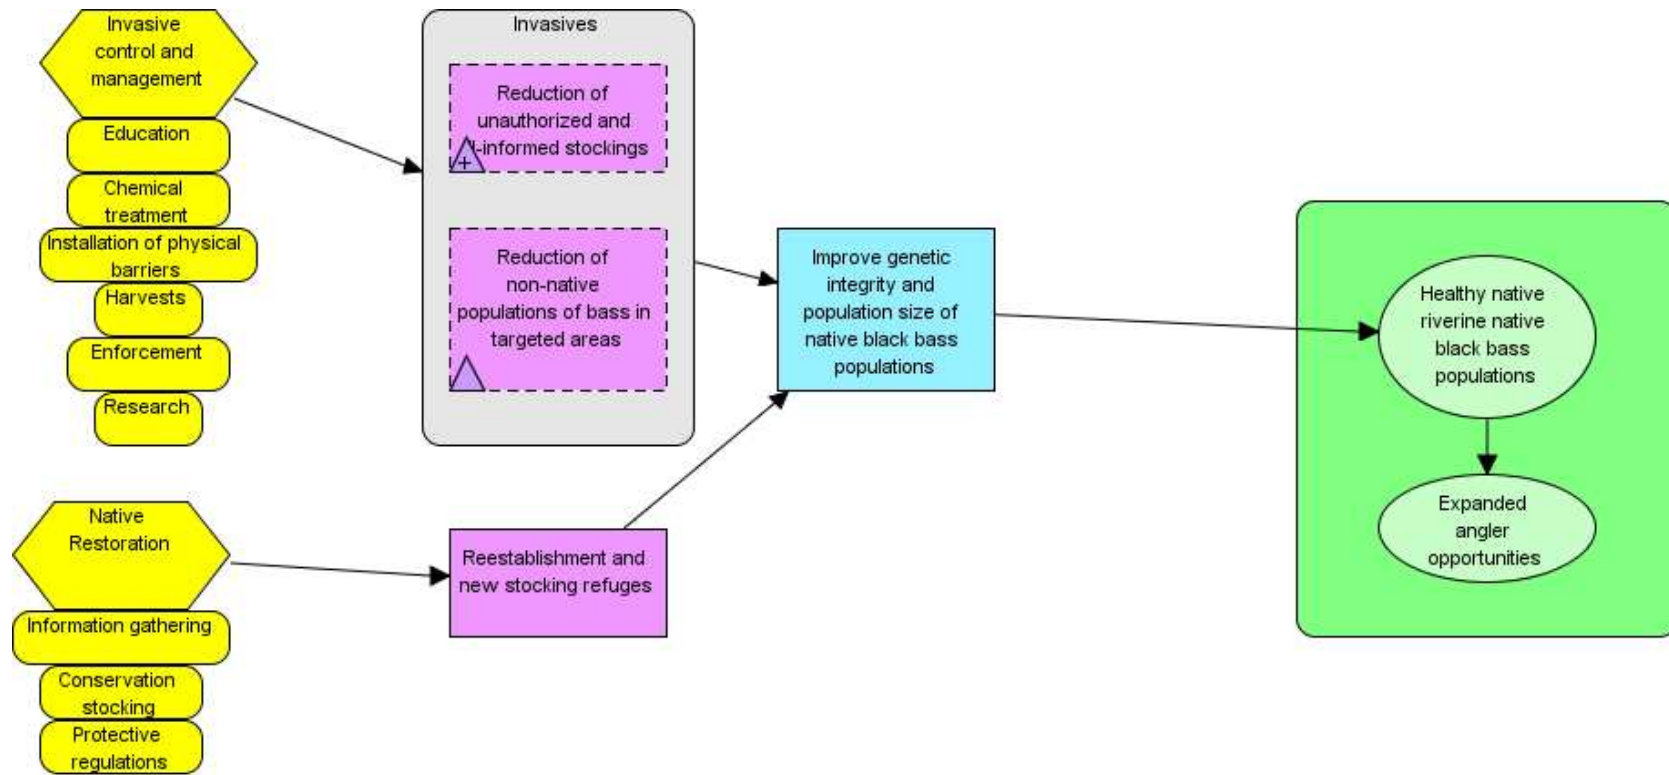 Invasive
control and
management
Education
Chemical
treatment
Installation of physical
barriers
Harvests
Enforcement
Research
Invasives
Reduction of
unauthorized and
l-informed stockings
+
Reduction of
non-native
populations of bass in
targeted areas
Improve genetic
integrity and
population size of
native black bass
populations
Healthy native
riverine native
black bass
populations
Expanded
angler
opportunities
Native
Restoration
Information gathering
Conservation
stocking
Protective
regulations
Reestablishment and
new stocking refuges